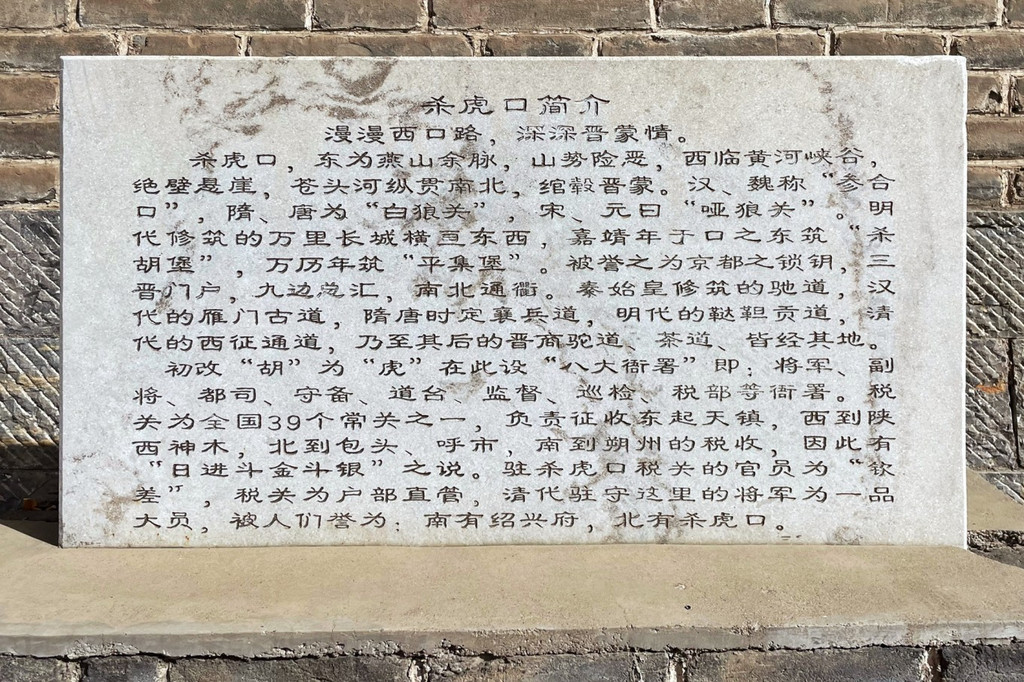 杀虎口简介
漫漫西口路，深深晋蒙情。
杀虎口，东为燕山余脉，山势险恶，西临黄河峡谷，
绝壁悬崖，苍头河纵贯南北，绾毂晋蒙。汉、魏称“参合
口”，隋、唐为“白狼关”，宋、元曰“哑狼关”。明
代修筑的万里长城横亘东西，嘉靖年于口之东筑“杀
胡堡”，万历年筑“平集堡”。被誉之为京都之锁钥，三
晋门户，九边总汇，南北通衢。秦始皇修筑的驰道，汉
代的雁门古道，隋唐时定襄兵道，明代的鞑靼贡道，清
代的西征通道，乃至其后的晋商驼道、茶道、皆经其地。
初改“胡”为“虎”在此设“八大衙署”即：将军、副
将、都司、守备、道台、监督、巡检、税部等衙署。税
关为全国39个常关之一，负责征收东起天镇，西到陕
西神木，北到包头、呼市，南到朔州的税收，因此有
“日进斗金斗银”之说。驻杀虎口税关的官员为“钦
差”，税关为户部直营，清代驻守这里的将军为一品
大员，被人们誉为：南有绍兴府，北有杀虎口。